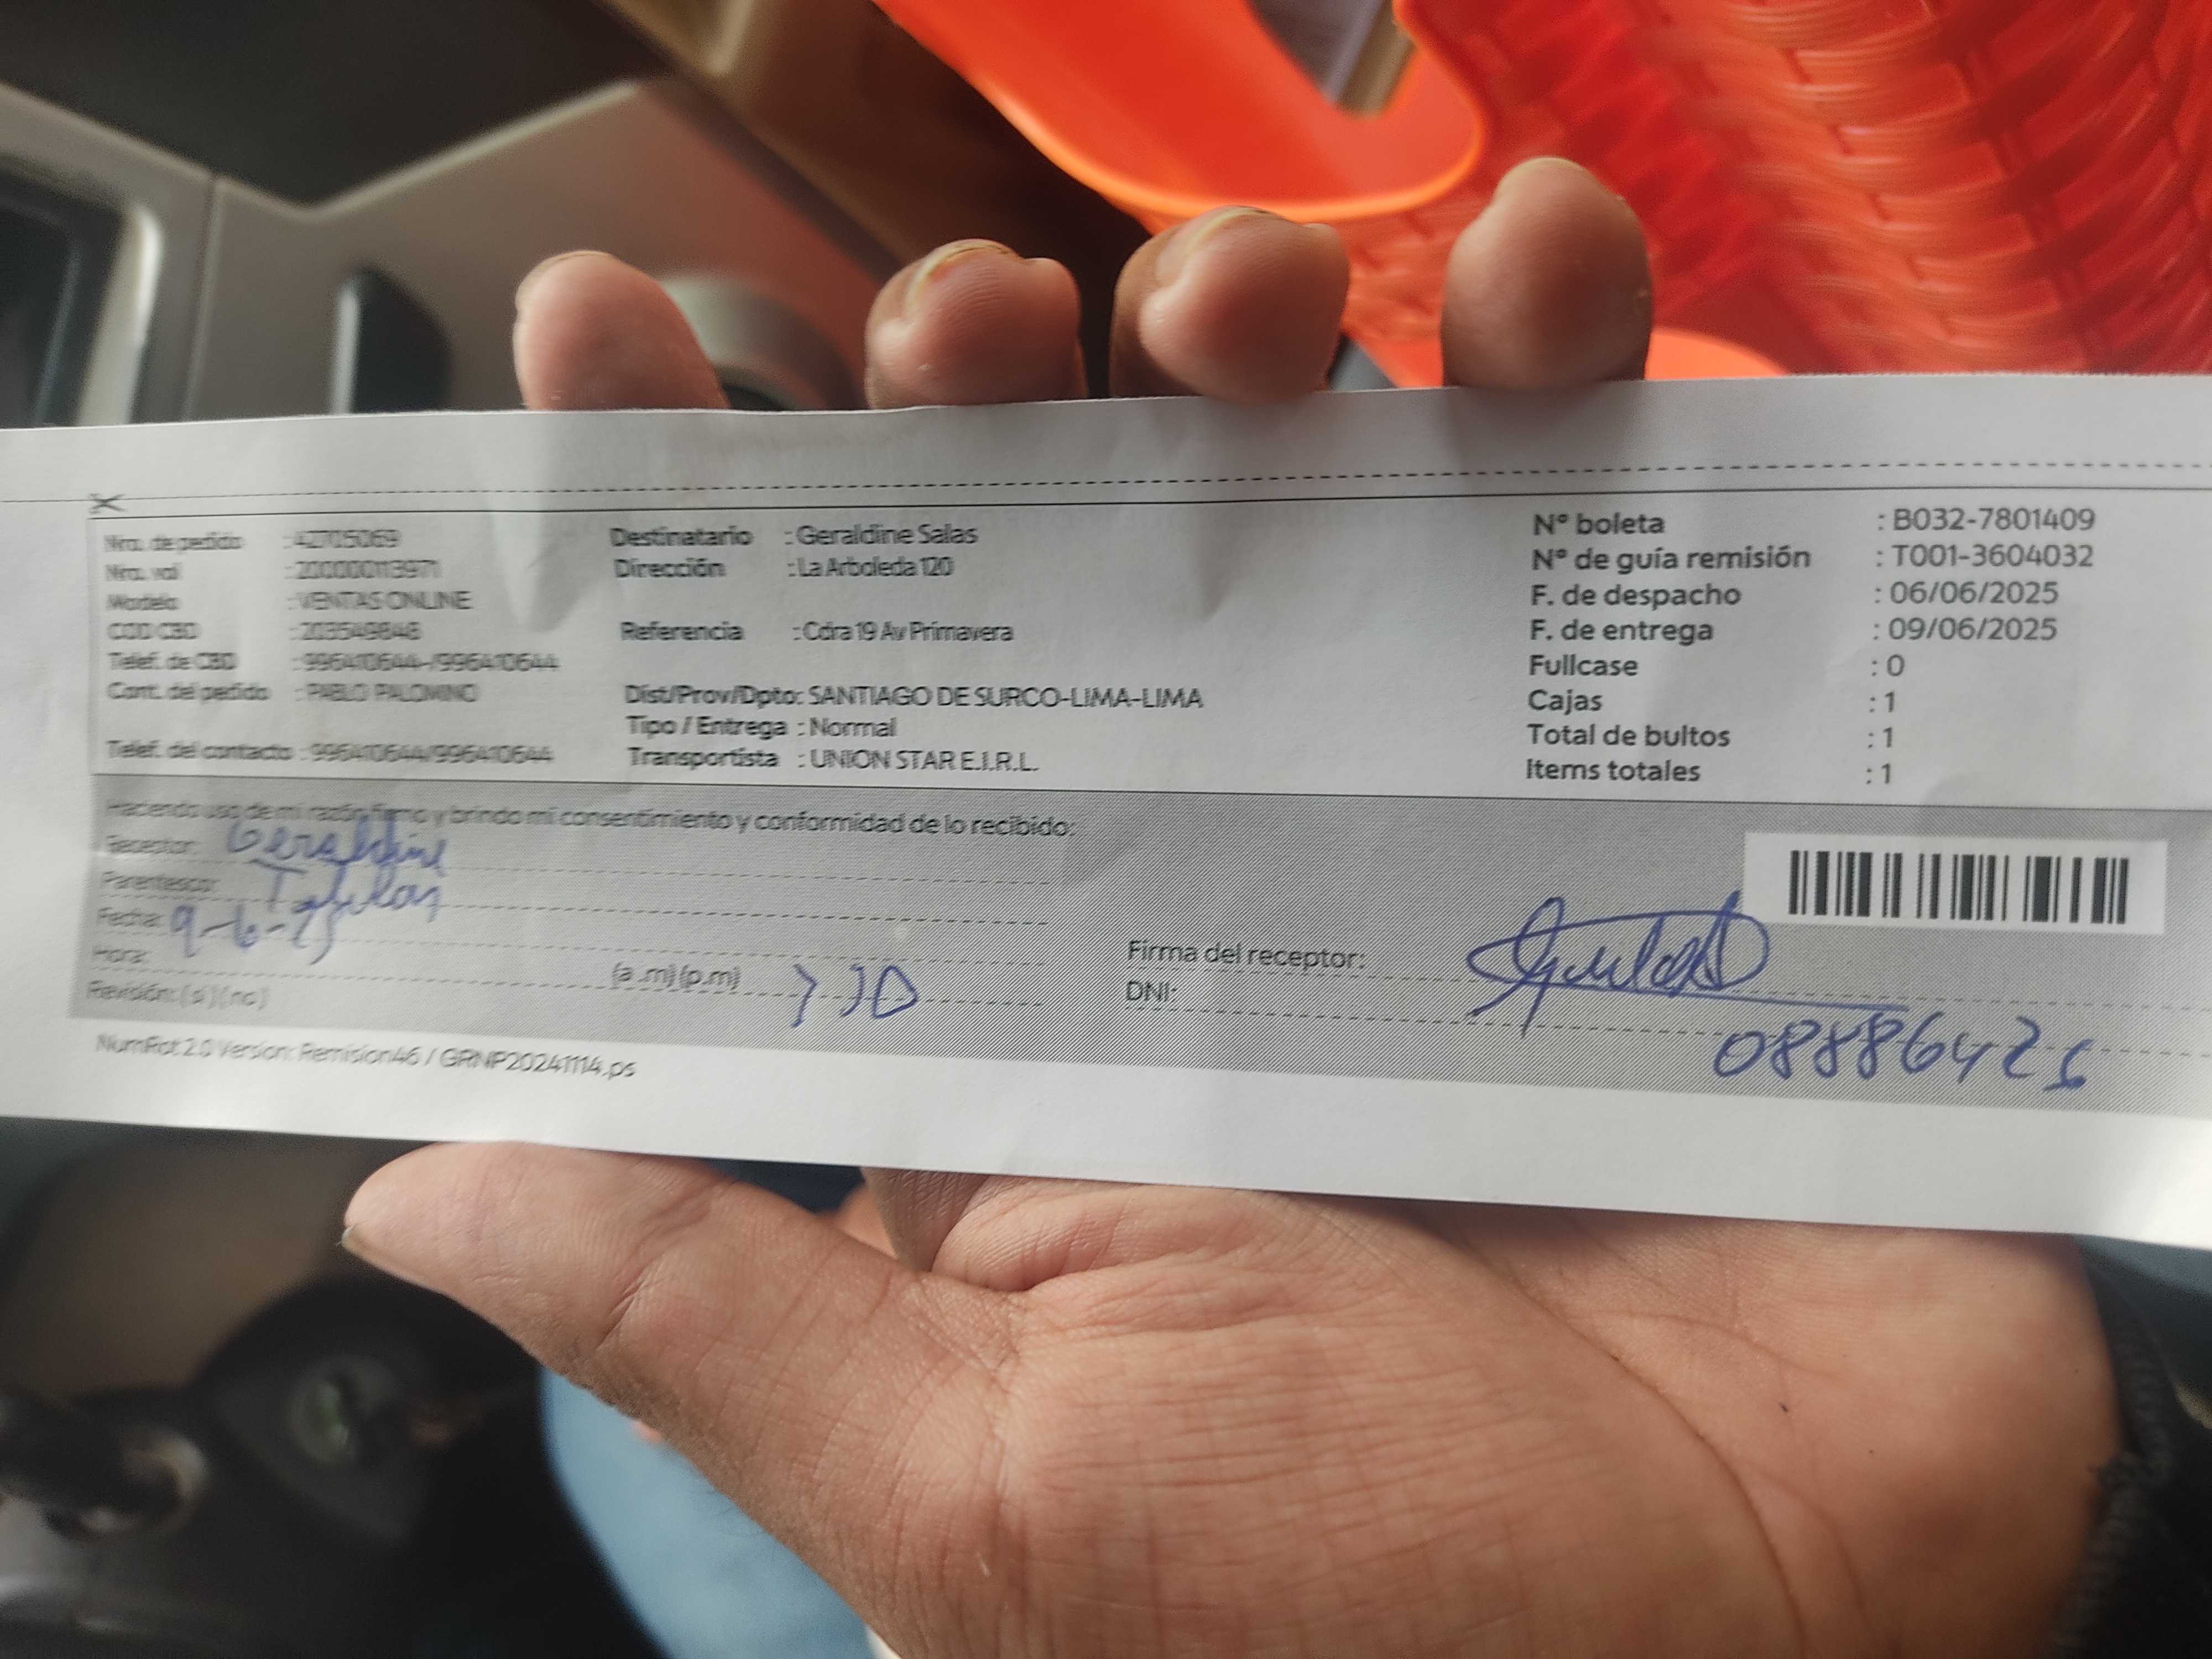 Nro. de pedido : 42705069
Nro. val : 200000113971
Modelo : VENTAS ONLINE
COD CBD : 203549848
Telef. de CBD : 996410644-/996410644
Cont. del pedido : PABLO PALOMINO
Telef. del contacto : 996410644/996410644
Destinatario : Geraldine Salas
Dirección : La Arboleda 120
Referencia : Cdra 19 Av Primavera
Dist/Prov/Dpto: SANTIAGO DE SURCO-LIMA-LIMA
Tipo / Entrega : Normal
Transportista : UNION STAR E.I.R.L.
N° boleta : B032-7801409
N° de guía remisión : T001-3604032
F. de despacho : 06/06/2025
F. de entrega : 09/06/2025
Fullcase : 0
Cajas : 1
Total de bultos : 1
Items totales : 1
Haciendo uso de mi razón firmo y brindo mi consentimiento y conformidad de lo recibido:
Receptor: Geraldine
Parentesco:
Fecha: 9-6-25
Hora: (a .m) (p.m)
Revisión: (si) (no)
Firma del receptor:
DNI: 08886426
NumRot 2.0 Version: Remision46 / GRNP20241114.ps